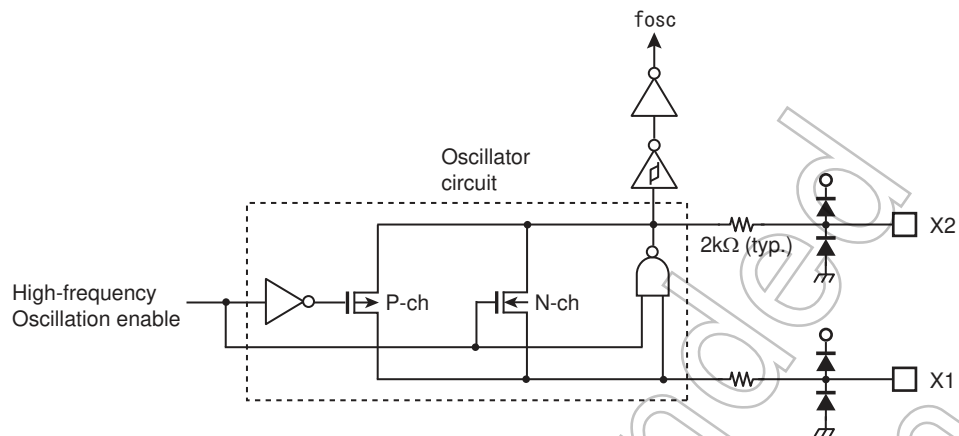 fosc
Oscillator
circuit
X2
2kΩ (typ.)
High-frequency
Oscillation enable
P-ch
N-ch
X1